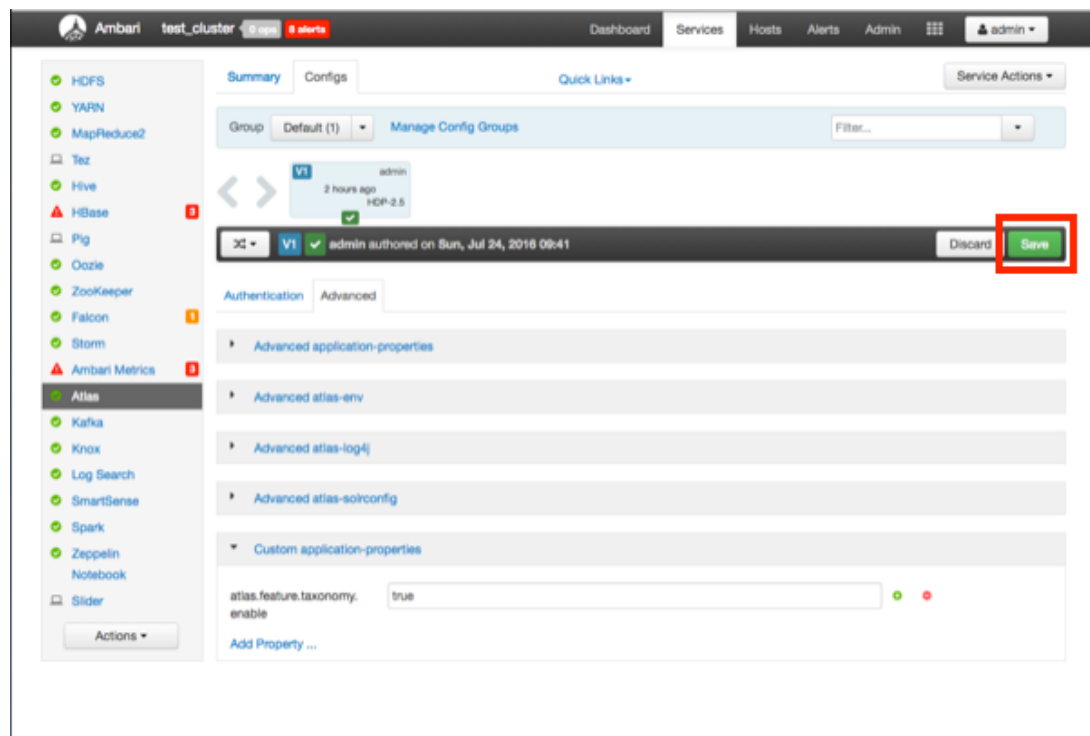 Ambari test_cluster 0 ops 8 alerts Dashboard Services Hosts Alerts Admin admin
HDFS
YARN
MapReduce2
Tez
Hive
HBase 3
Pig
Oozie
ZooKeeper
Falcon 1
Storm
Ambari Metrics 3
Atlas
Kafka
Knox
Log Search
SmartSense
Spark
Zeppelin
Notebook
Slider
Actions
Summary Configs Quick Links Service Actions
Group Default (1) Manage Config Groups Filter...
V1 admin
2 hours ago
HDP-2.5
V1 admin authored on Sun, Jul 24, 2016 09:41 Discard Save
Authentication Advanced
Advanced application-properties
Advanced atlas-env
Advanced atlas-log4j
Advanced atlas-solrconfig
Custom application-properties
atlas.feature.taxonomy. true
enable
Add Property ...